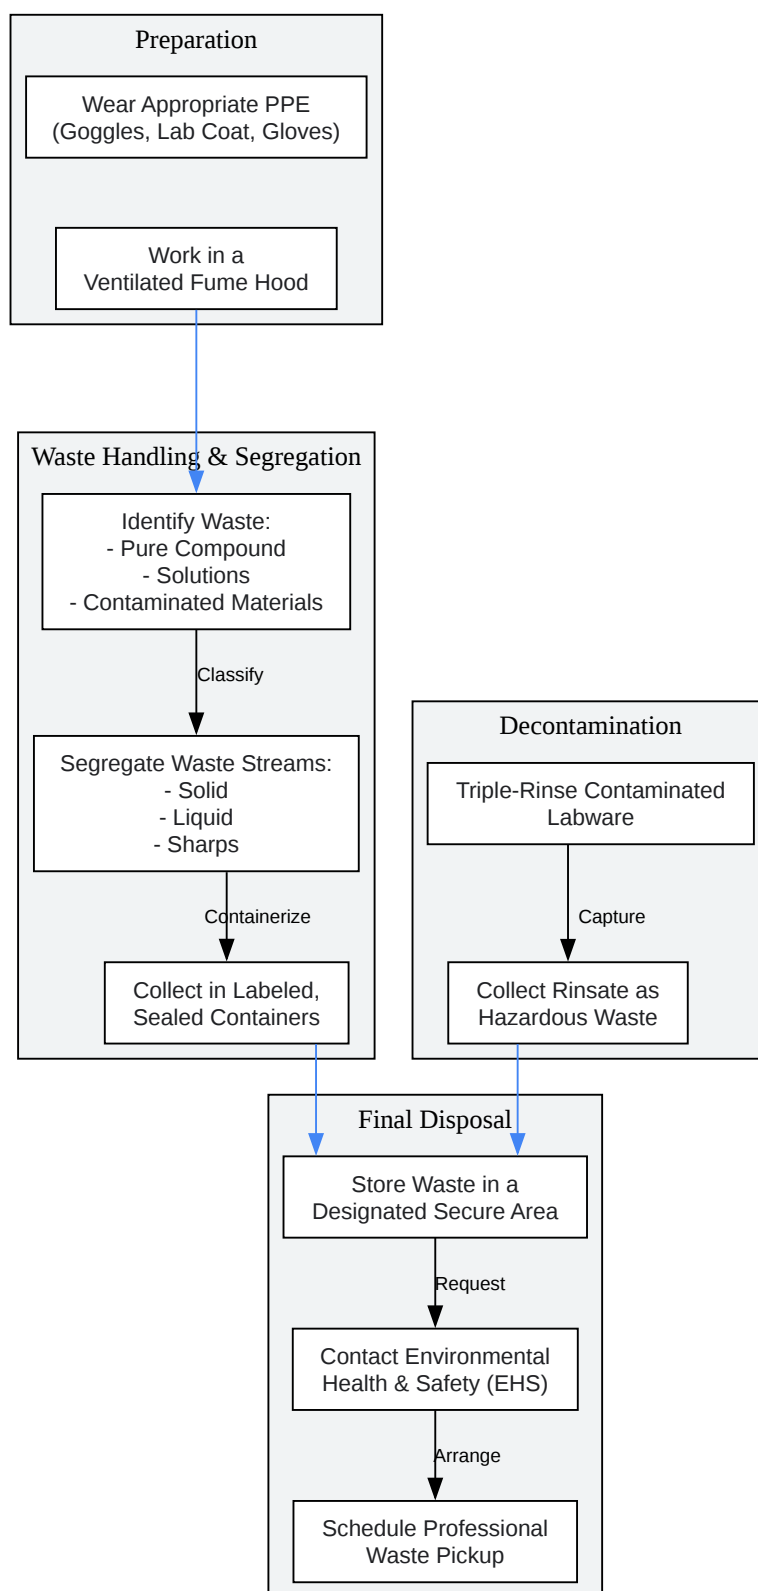 Preparation
Wear Appropriate PPE
(Goggles, Lab Coat, Gloves)
Work in a
Ventilated Fume Hood
Waste Handling & Segregation
Identify Waste:
- Pure Compound
- Solutions
- Contaminated Materials
Classify
Segregate Waste Streams:
- Solid
- Liquid
- Sharps
Containerize
Collect in Labeled,
Sealed Containers
Decontamination
Triple-Rinse Contaminated
Labware
Capture
Collect Rinsate as
Hazardous Waste
Final Disposal
Store Waste in a
Designated Secure Area
Request
Contact Environmental
Health & Safety (EHS)
Arrange
Schedule Professional
Waste Pickup